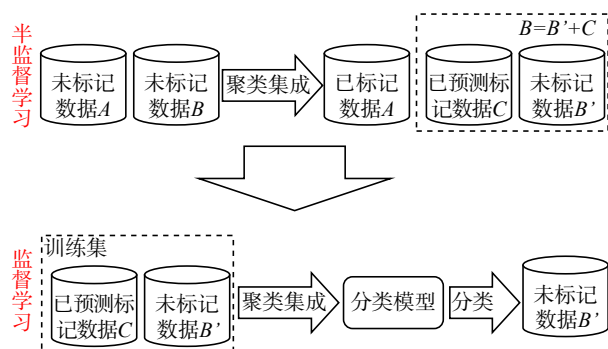 半监督学习
未标记
数据A
未标记
数据B
聚类集成
已标记
数据A
B=B'+C
已预测标
记数据C
未标记
数据B'
监督学习
训练集
已预测标
记数据C
未标记
数据B'
聚类集成
分类模型
分类
未标记
数据B'